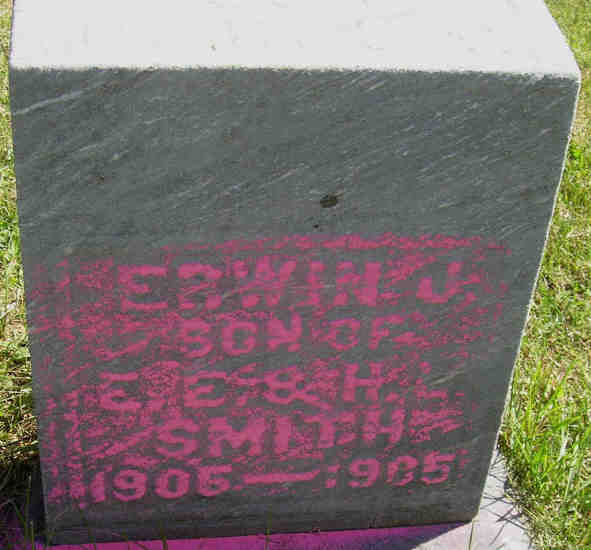 ERWIN J.
SON OF
E. & H. L.
SMITH
1905 — 1905